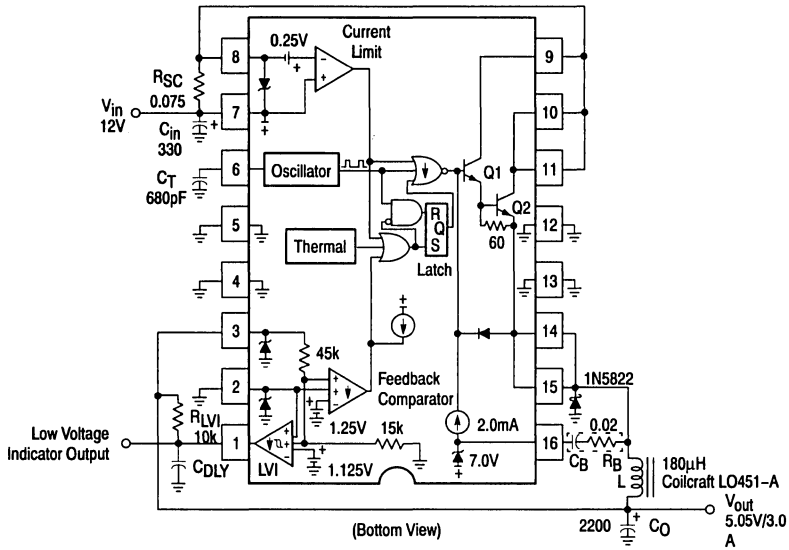 0.25V
Current
Limit
8
9
RSC
0.075
Vin
12V
7
10
Cin
330
+
CT
680pF
6
Oscillator
11
Q1
Q2
60
5
12
R
Q
S
Latch
Thermal
4
13
3
14
45k
1N5822
2
15
Feedback
Comparator
1.25V
RLVI
10k
Low Voltage
Indicator Output
1
CDLY
LVI
1.125V
15k
2.0mA
7.0V
16
0.02
CB
RB
180μH
L
Coilcraft LO451-A
Vout
5.05V/3.0
A
2200
CO
(Bottom View)